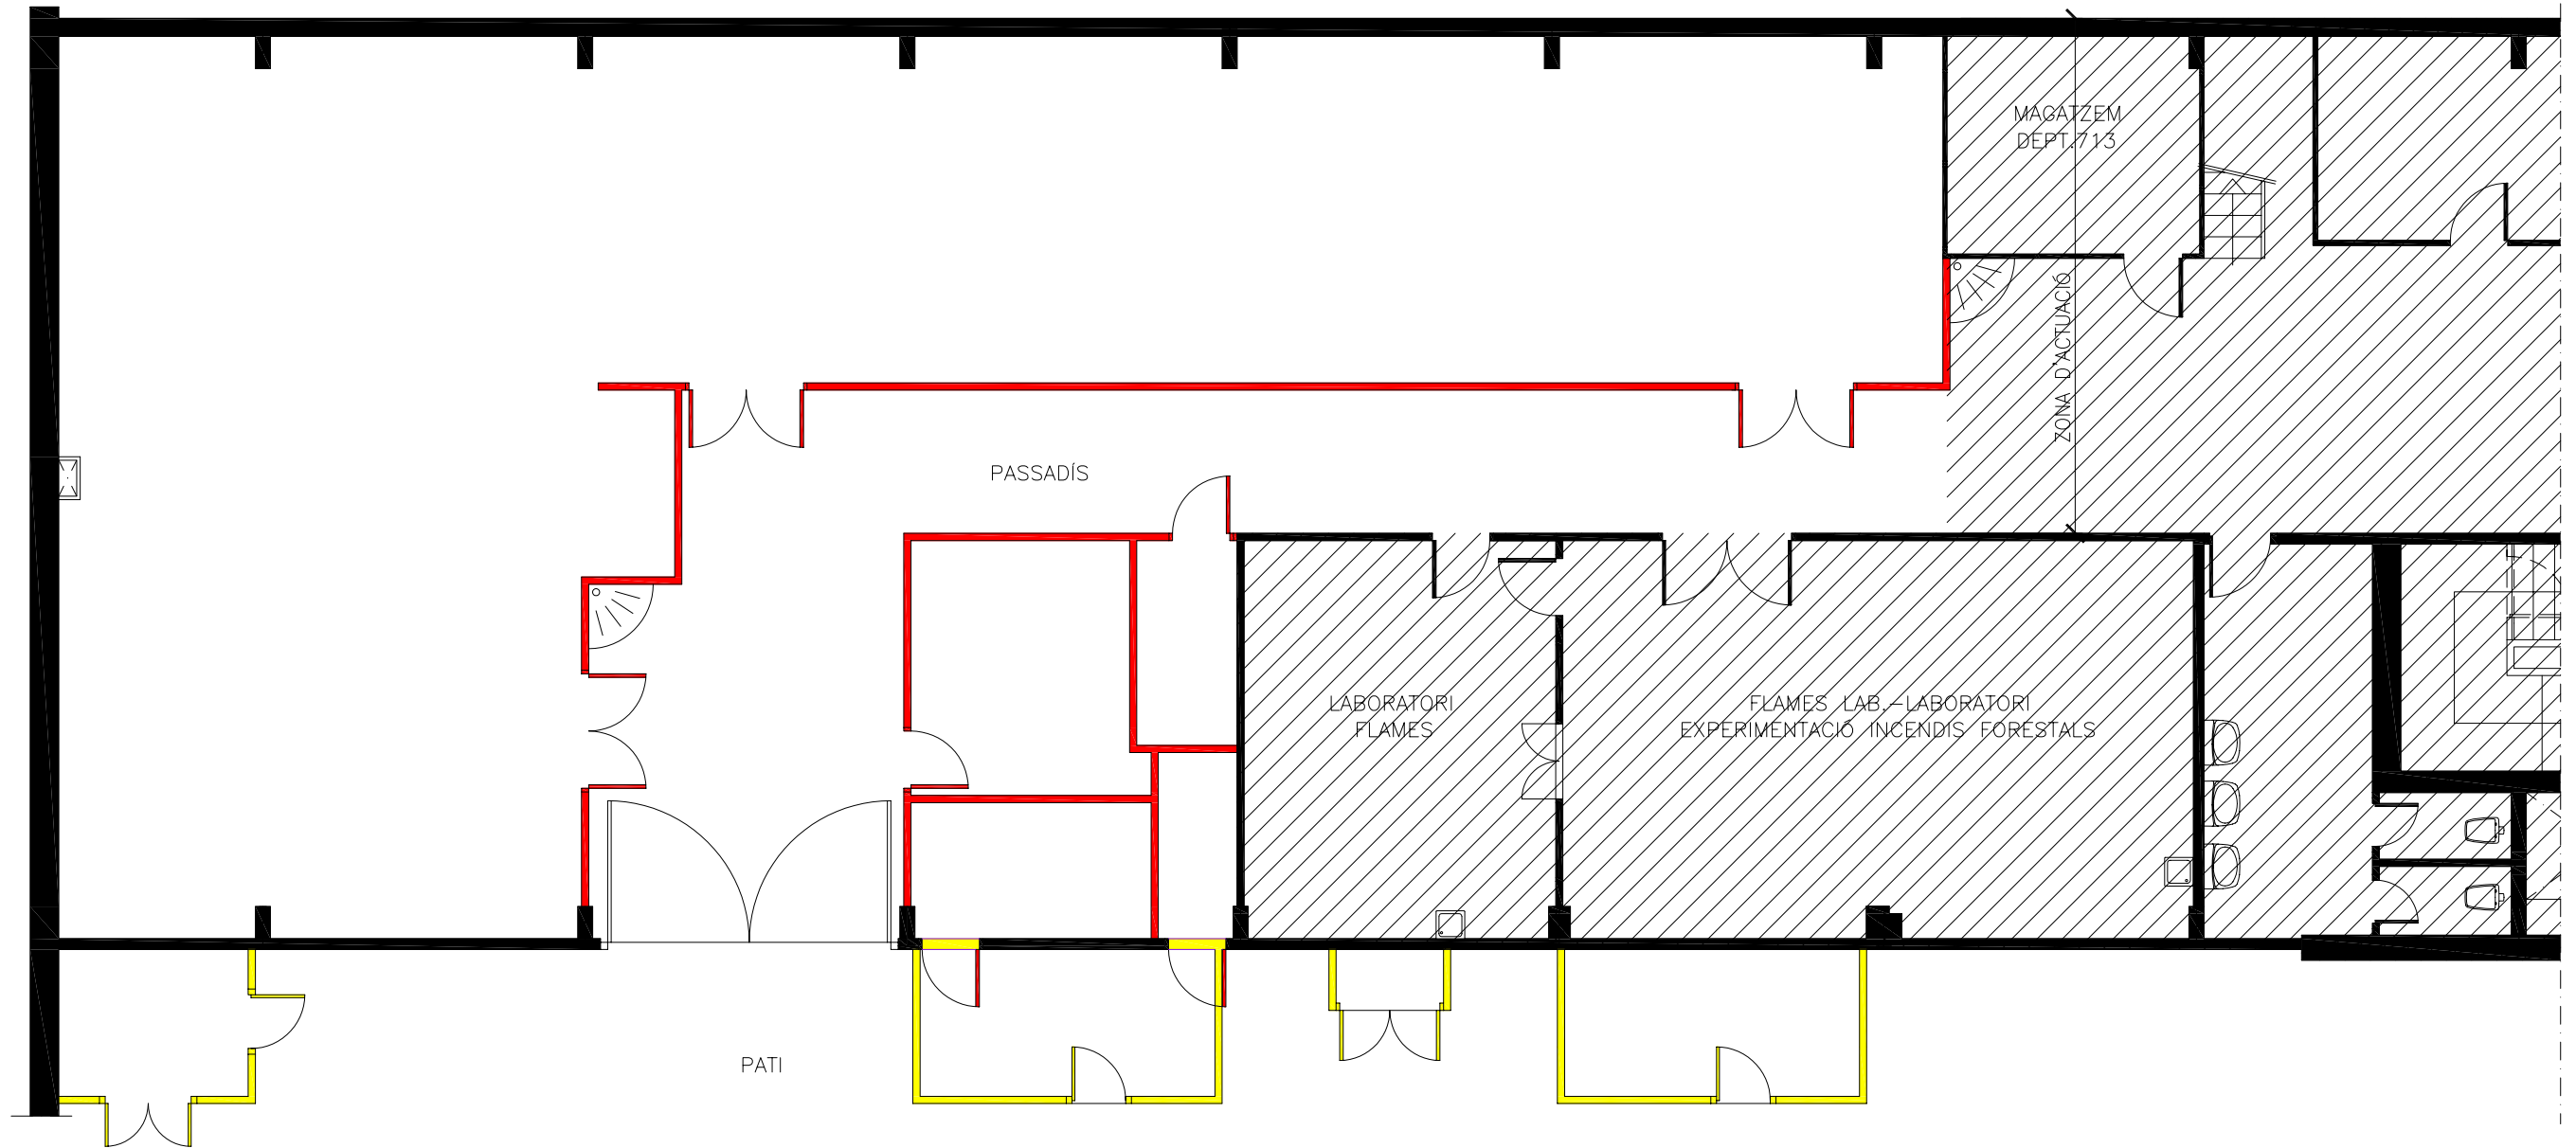 MAGATZEM
DEPT.713
ZONA D'ACTUACIÓ
PASSADÍS
LABORATORI
FLAMES
FLAMES LAB.-LABORATORI
EXPERIMENTACIÓ INCENDIS FORESTALS
PATI